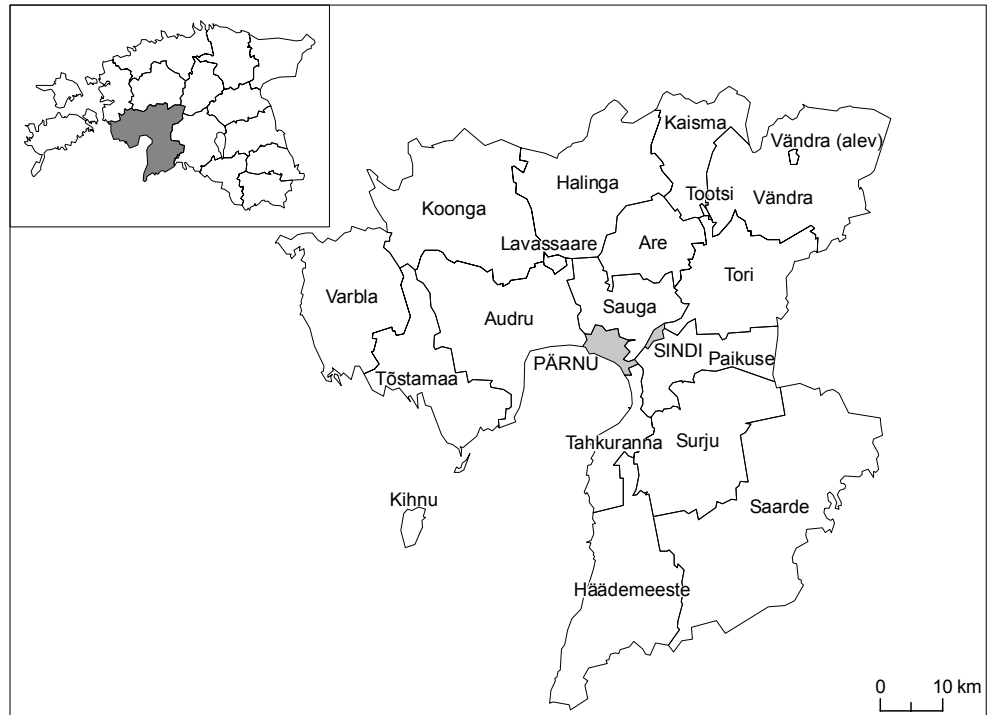 Kaisma
Vändra (alev)
Halinga
Tootsi
Vändra
Koonga
Lavassaare
Are
Tori
Varbla
Sauga
Audru
SINDI
Paikuse
PÄRNU
Tõstamaa
Tahkuranna
Surju
Kihnu
Saarde
Häädemeeste
0 10 km